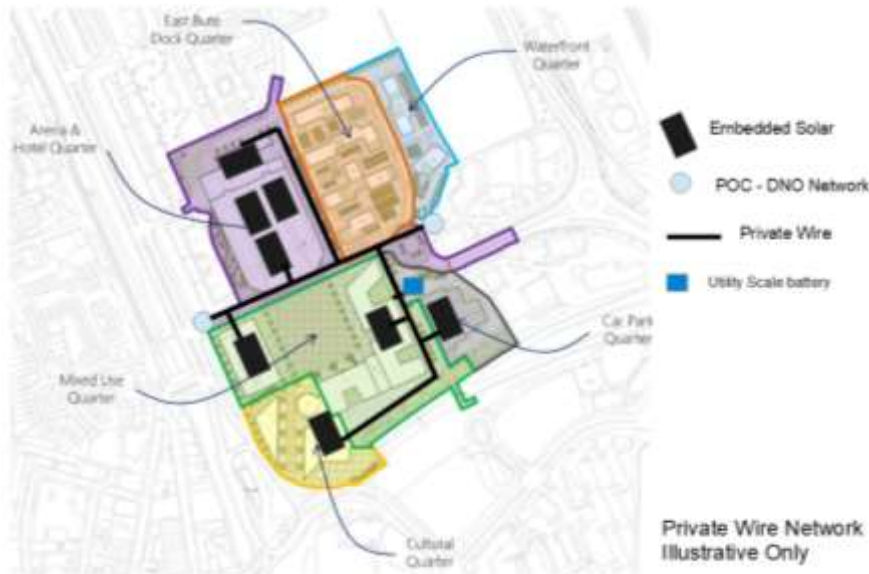 East Bute
Dock Quarter
Waterfront
Quarter
Arena &
Hotel Quarter
Embedded Solar
POC - DNO Network
Private Wire
Utility Scale battery
Car Park
Quarter
Mixed Use
Quarter
Cultural
Quarter
Private Wire Network
Illustrative Only